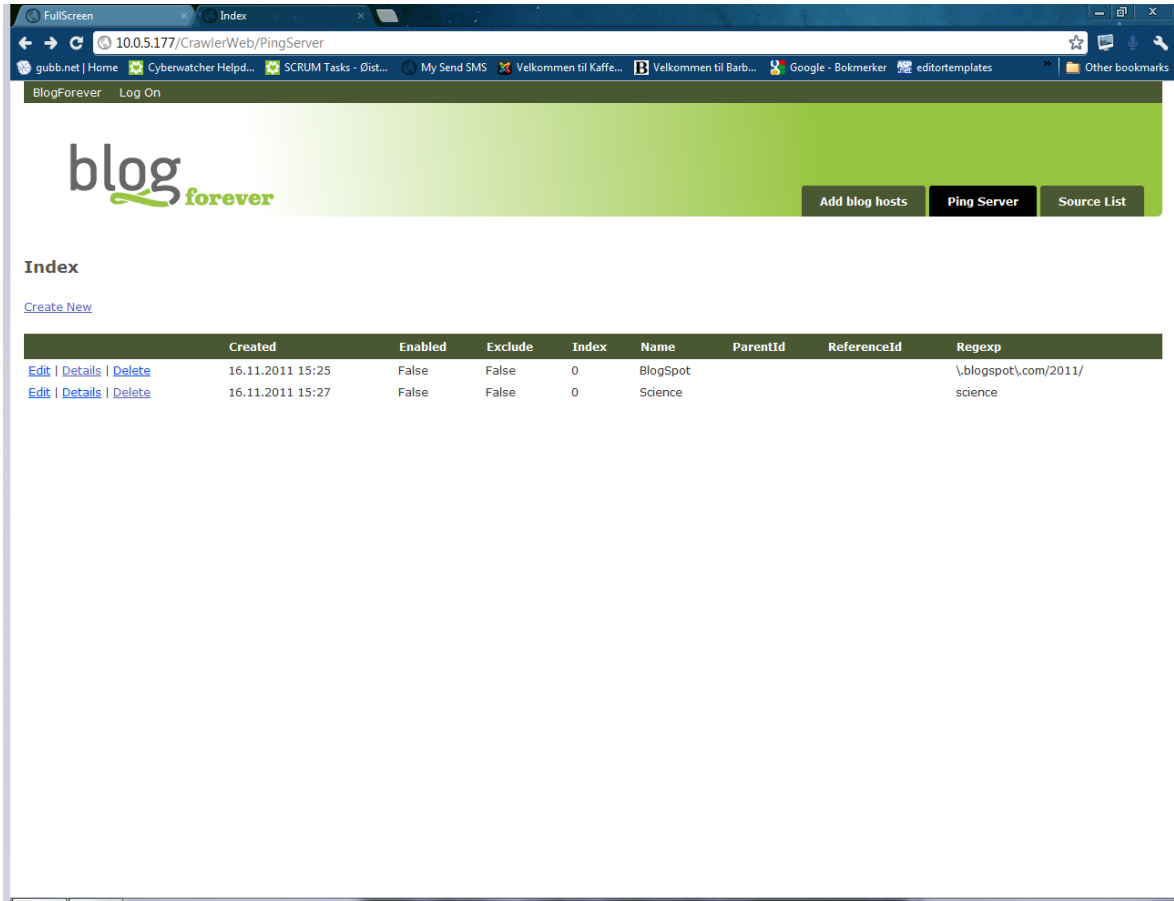 FullScreen Index
10.0.5.177/CrawlerWeb/PingServer
gubb.net | Home Cyberwatcher Helpd... SCRUM Tasks - Øist... My Send SMS Velkommen til Kaffe... Velkommen til Barb... Google - Bokmerker editortemplates » Other bookmarks
BlogForever Log On
blog forever
Add blog hosts Ping Server Source List
Index
Create New
Created Enabled Exclude Index Name ParentId ReferenceId Regexp
Edit | Details | Delete 16.11.2011 15:25 False False 0 BlogSpot \.blogspot\.com/2011/
Edit | Details | Delete 16.11.2011 15:27 False False 0 Science science